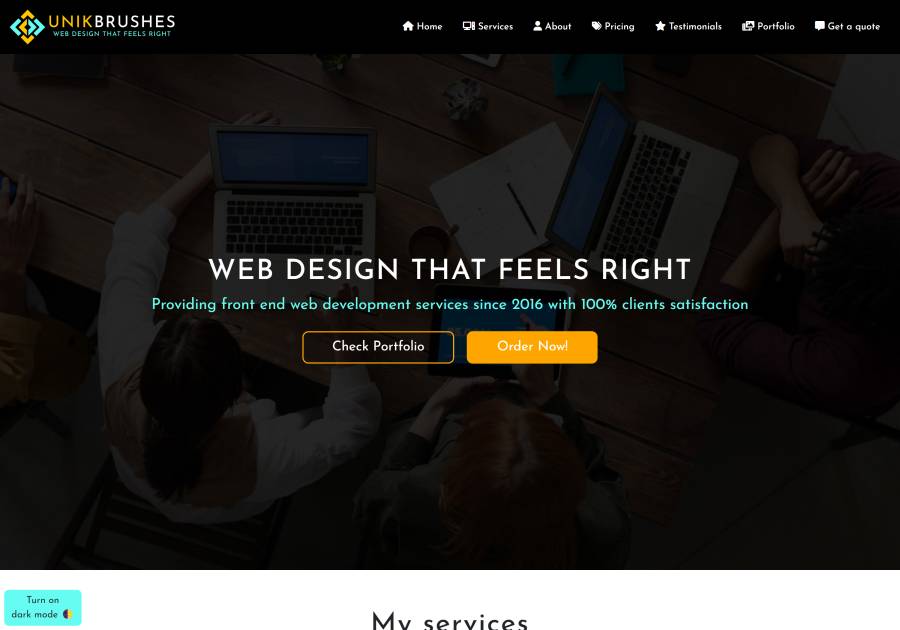 UNIKBRUSHES
WEB DESIGN THAT FEELS RIGHT
Home Services About Pricing Testimonials Portfolio Get a quote
WEB DESIGN THAT FEELS RIGHT
Providing front end web development services since 2016 with 100% clients satisfaction
Check Portfolio Order Now!
My services
Turn on
dark mode